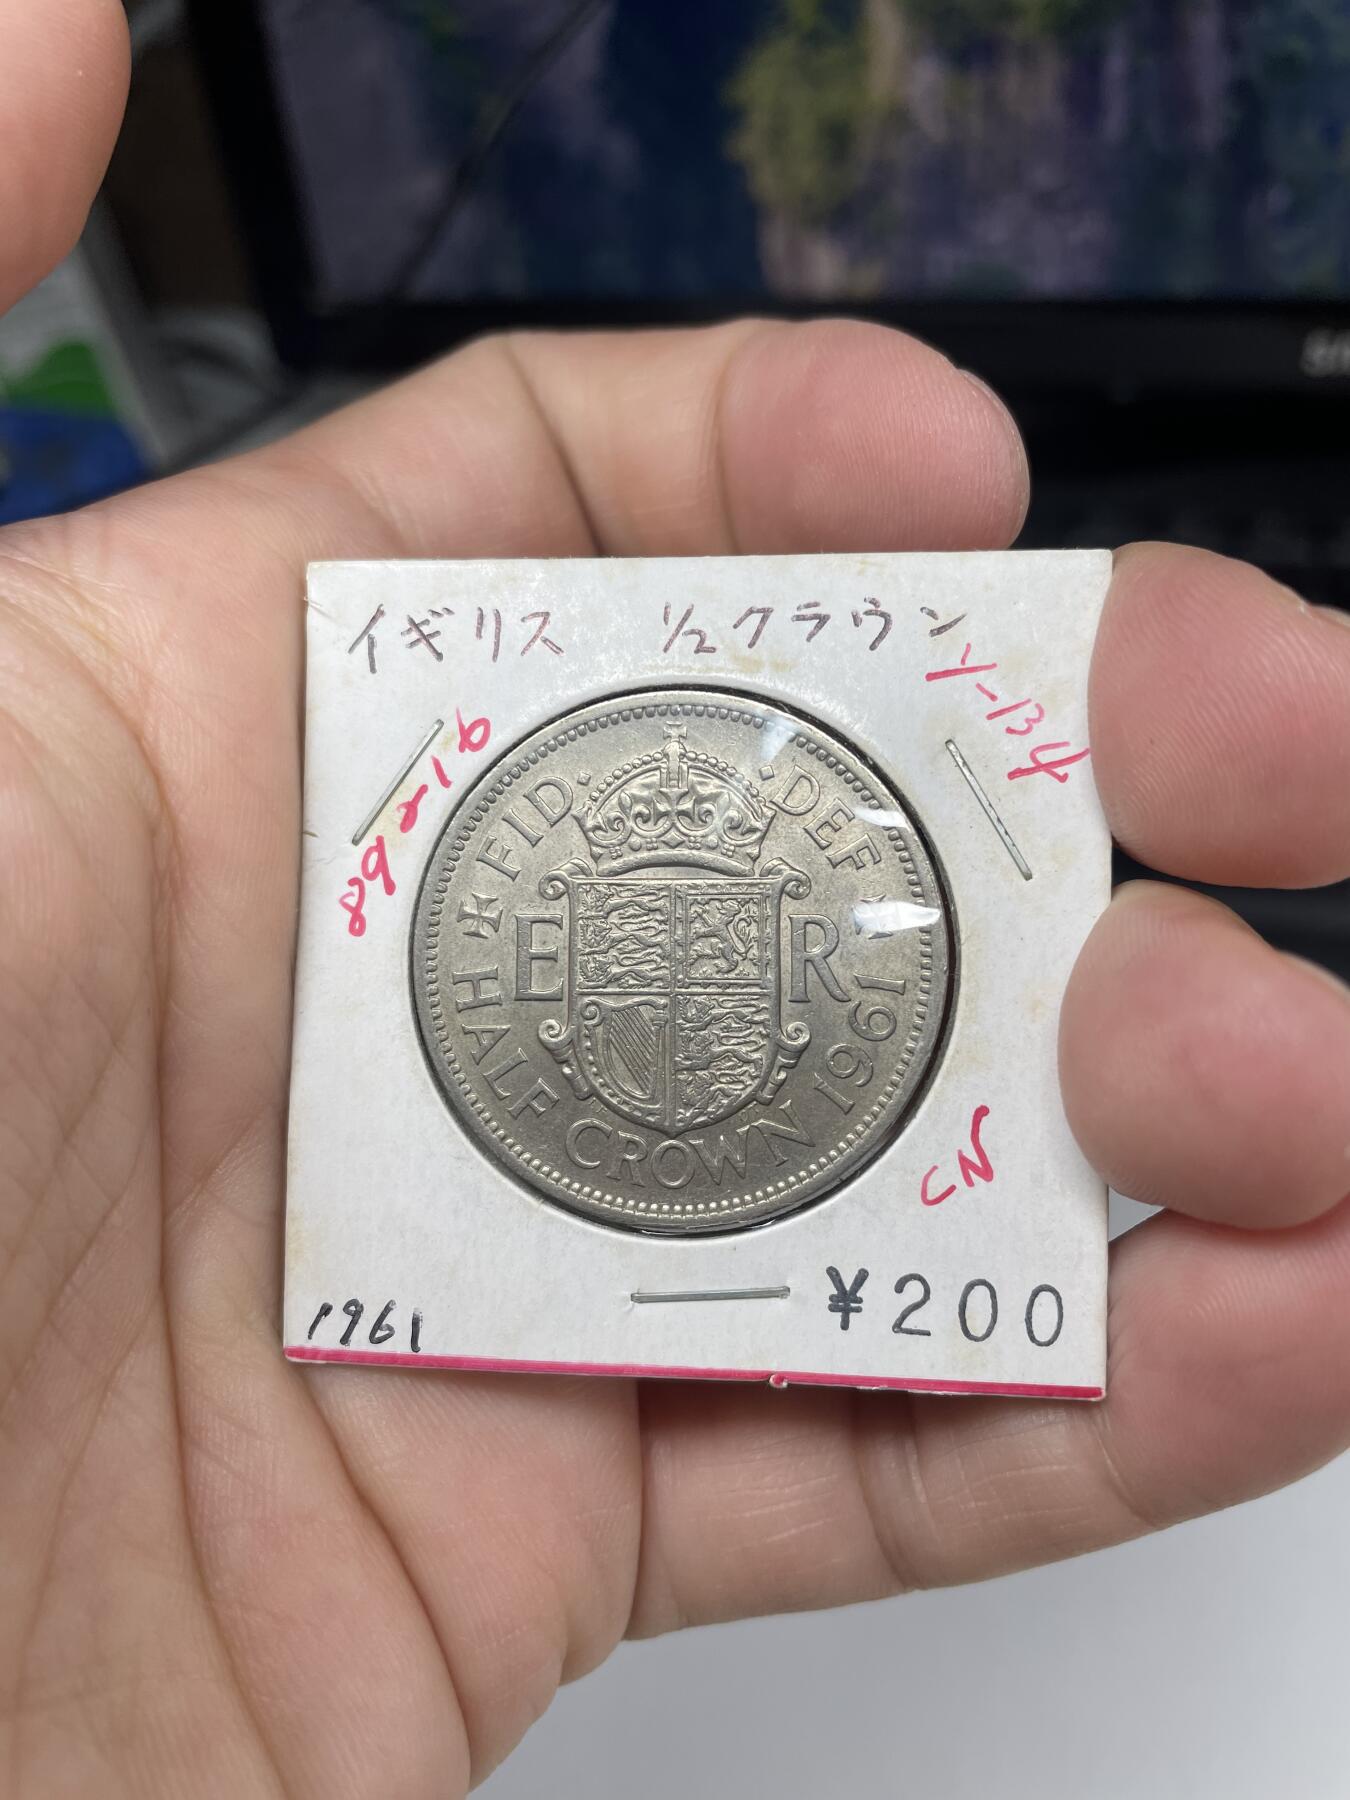 イギリス ½クラウン
Y-134
89-2-16
✠ FID · · DEF ✠
E R
HALF CROWN 1961
CN
¥200
1961